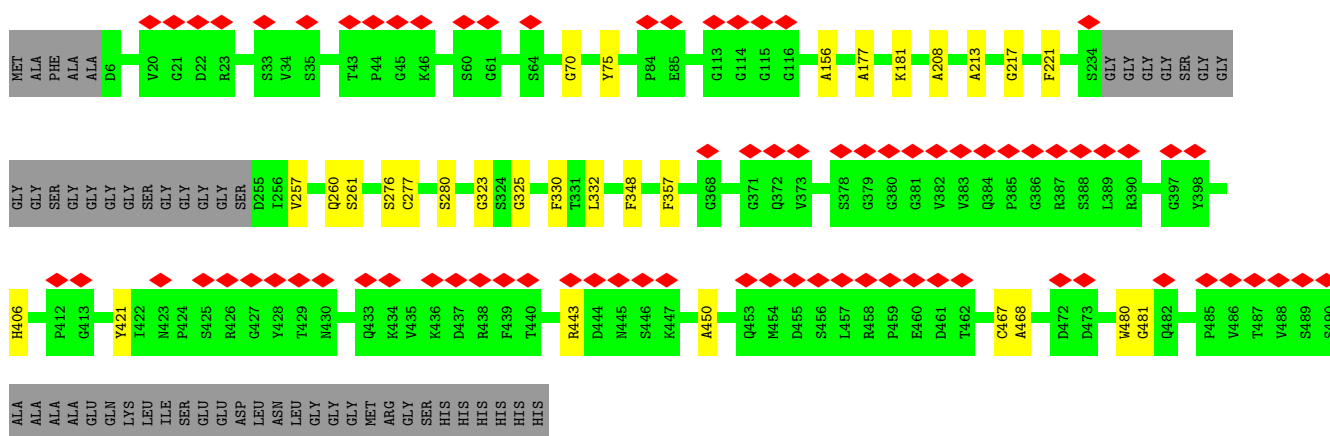 MET ALA PHE ALA ALA D6 V20 G21 D22 R23 S33 V34 S35 T43 P44 G45 K46 S60 G61 S64 G70 Y75 P84 E85 G113 G114 G115 G116 A156 A177 K181 A208 A213 G217 F221 S234 GLY GLY GLY GLY SER GLY GLY
GLY GLY SER GLY GLY GLY GLY SER GLY GLY GLY GLY SER D255 I256 V257 Q260 S261 S276 C277 S280 G323 S324 G325 F330 T331 L332 F348 F357 G368 G371 Q372 V373 S378 G379 G380 G381 V382 V383 Q384 P385 G386 R387 S388 L389 R390 G397 Y398
H406 P412 G413 Y421 I422 N423 P424 S425 R426 G427 Y428 T429 N430 Q433 K434 V435 K436 D437 R438 F439 T440 R443 D444 N445 S446 K447 A450 Q453 M454 D455 S456 L457 R458 P459 E460 D461 T462 C467 A468 D472 D473 W480 G481 Q482 P485 V486 T487 V488 S489 S490
ALA ALA ALA ALA GLU GLN LYS LEU ILE SER GLU GLU ASP LEU ASN LEU GLY GLY GLY MET ARG GLY SER HIS HIS HIS HIS HIS HIS